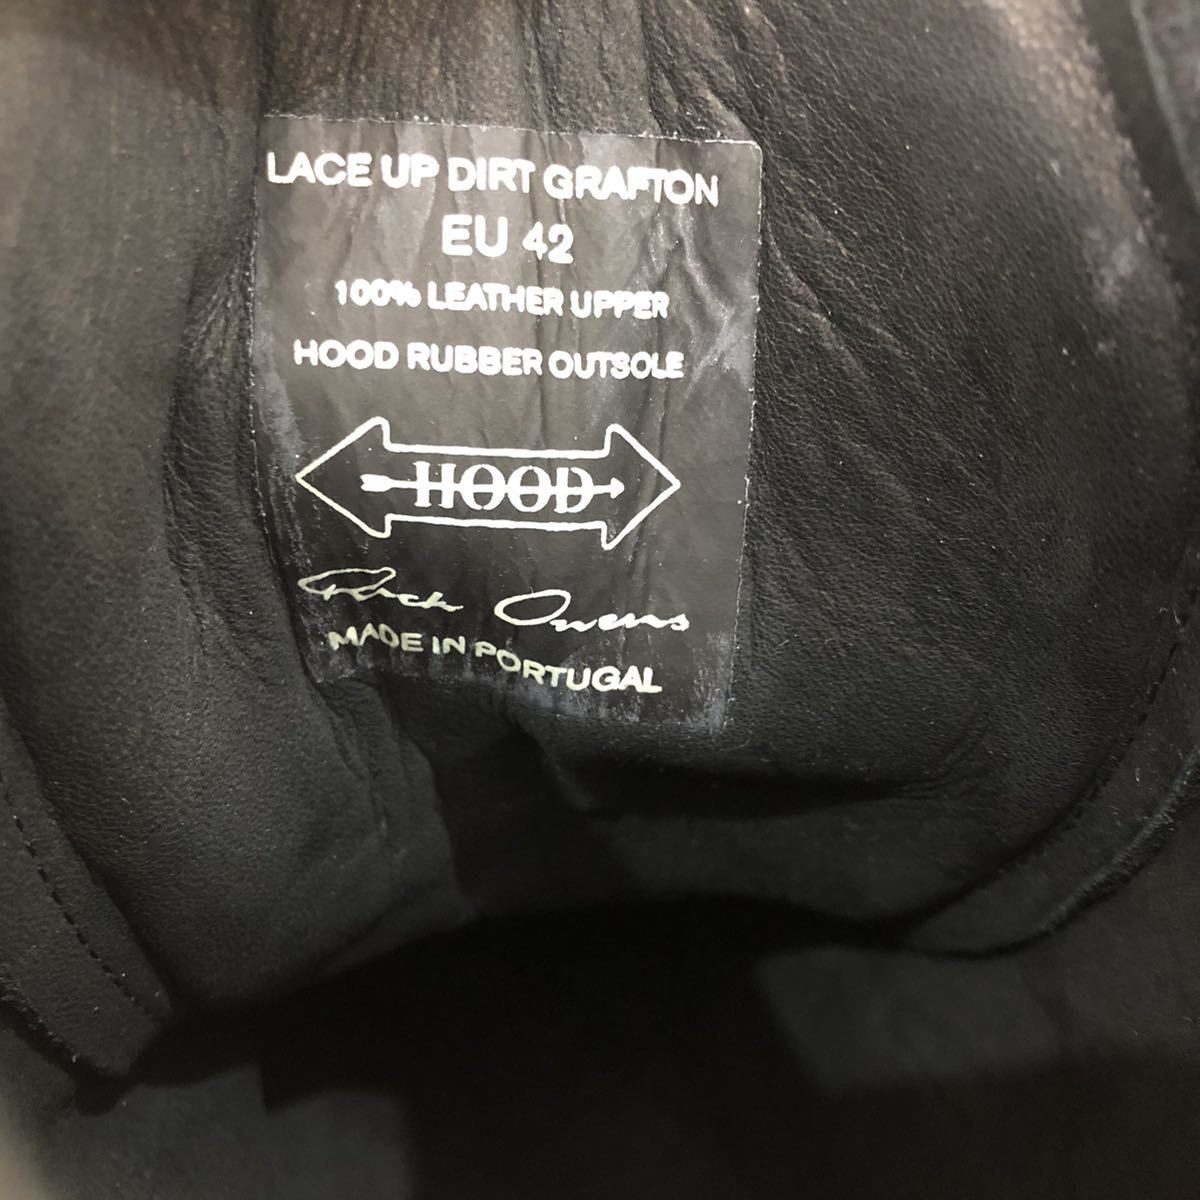 LACE UP DIRT GRAFTON
EU 42
100% LEATHER UPPER
HOOD RUBBER OUTSOLE
HOOD
Rick Owens
MADE IN PORTUGAL